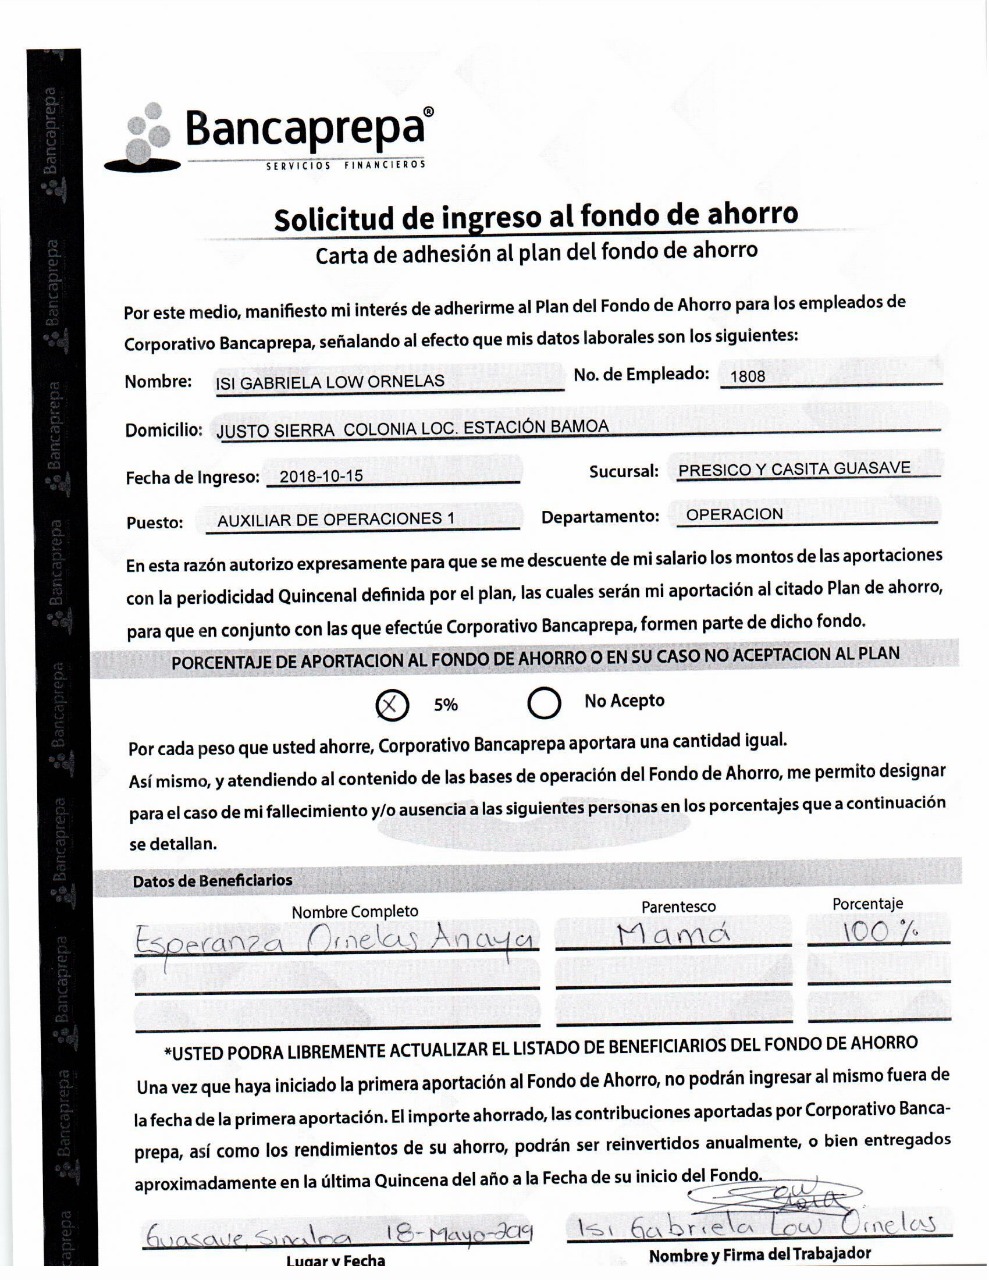 Bancaprepa®
SERVICIOS FINANCIEROS
Solicitud de ingreso al fondo de ahorro
Carta de adhesión al plan del fondo de ahorro
Por este medio, manifiesto mi interés de adherirme al Plan del Fondo de Ahorro para los empleados de
Corporativo Bancaprepa, señalando al efecto que mis datos laborales son los siguientes:
Nombre: ISI GABRIELA LOW ORNELAS No. de Empleado: 1808
Domicilio: JUSTO SIERRA COLONIA LOC. ESTACIÓN BAMOA
Fecha de Ingreso: 2018-10-15 Sucursal: PRESICO Y CASITA GUASAVE
Puesto: AUXILIAR DE OPERACIONES 1 Departamento: OPERACION
En esta razón autorizo expresamente para que se me descuente de mi salario los montos de las aportaciones
con la periodicidad Quincenal definida por el plan, las cuales serán mi aportación al citado Plan de ahorro,
para que en conjunto con las que efectúe Corporativo Bancaprepa, formen parte de dicho fondo.
PORCENTAJE DE APORTACION AL FONDO DE AHORRO O EN SU CASO NO ACEPTACION AL PLAN
X 5% No Acepto
Por cada peso que usted ahorre, Corporativo Bancaprepa aportara una cantidad igual.
Así mismo, y atendiendo al contenido de las bases de operación del Fondo de Ahorro, me permito designar
para el caso de mi fallecimiento y/o ausencia a las siguientes personas en los porcentajes que a continuación
se detallan.
Datos de Beneficiarios
Nombre Completo Parentesco Porcentaje
Esperanza Ornelas Anaya Mamá 100%
*USTED PODRA LIBREMENTE ACTUALIZAR EL LISTADO DE BENEFICIARIOS DEL FONDO DE AHORRO
Una vez que haya iniciado la primera aportación al Fondo de Ahorro, no podrán ingresar al mismo fuera de
la fecha de la primera aportación. El importe ahorrado, las contribuciones aportadas por Corporativo Banca-
prepa, así como los rendimientos de su ahorro, podrán ser reinvertidos anualmente, o bien entregados
aproximadamente en la última Quincena del año a la Fecha de su inicio del Fondo.
Guasave, Sinaloa 18-Mayo-2019 Isi Gabriela Low Ornelas
Lugar y Fecha Nombre y Firma del Trabajador
Bancaprepa
Bancaprepa
Bancaprepa
Bancaprepa
Bancaprepa
Bancaprepa
Bancaprepa
Bancaprepa
caprepa